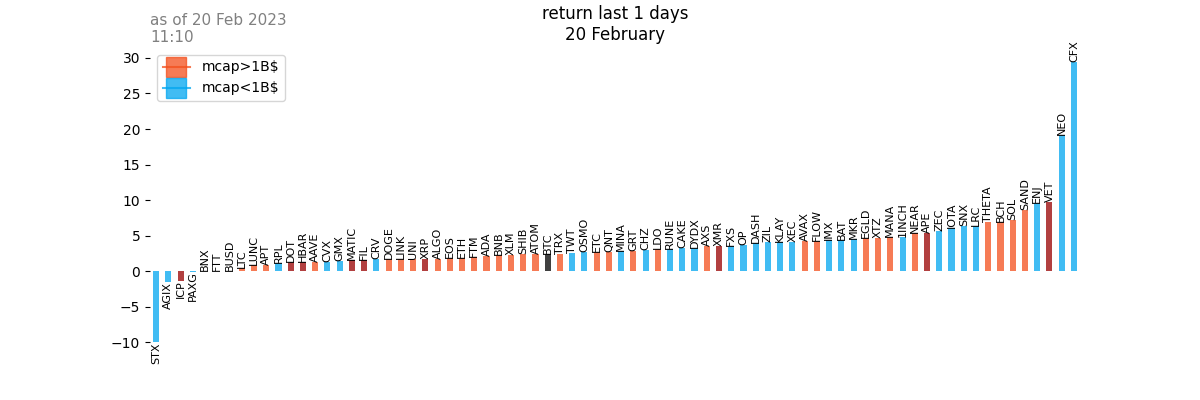 as of 20 Feb 2023
11:10
return last 1 days
20 February
mcap>1B$
mcap<1B$
30
25
20
15
10
5
0
−5
−10
STX
AGIX
ICP
PAXG
BNX
FTT
BUSD
LTC
LUNC
APT
RPL
DOT
HBAR
AAVE
CVX
GMX
MATIC
FIL
CRV
DOGE
LINK
UNI
XRP
ALGO
EOS
ETH
FTM
ADA
BNB
XLM
SHIB
ATOM
BTC
TRX
TWT
OSMO
ETC
QNT
MINA
GRT
CHZ
LDO
RUNE
CAKE
DYDX
AXS
XMR
FXS
OP
DASH
ZIL
KLAY
XEC
AVAX
FLOW
IMX
BAT
MKR
EGLD
XTZ
MANA
1INCH
NEAR
APE
ZEC
IOTA
SNX
LRC
THETA
BCH
SOL
SAND
ENJ
VET
NEO
CFX